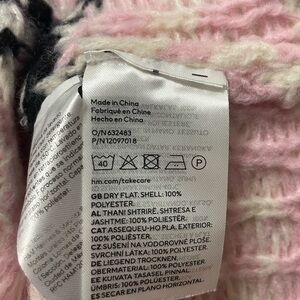 Made in China
Fabriqué en Chine
Hecho en China
O/N 632483
P/N12097018
40
P
hm.com/takecare
GB DRY FLAT. SHELL: 100%
POLYESTER.
AL THANI SHTRIRË. SHTRESA E
JASHTME: 100% POLIESTËR.
CAT ASSEQUEU-HO PLA. EXTERIOR:
100% POLIÈSTER.
CZ: SUŠENÍ NA VODOROVNÉ PLOŠE.
SVRCHNÍ LÁTKA: 100% POLYESTER.
DE LIEGEND TROCKNEN.
OBERMATERIAL: 100% POLYESTER.
EE KUIVATA TASASEL PINNAL.
ÜMBRIS: 100% POLÜESTER.
ES SECAR EN PLANO HORIZONTAL.